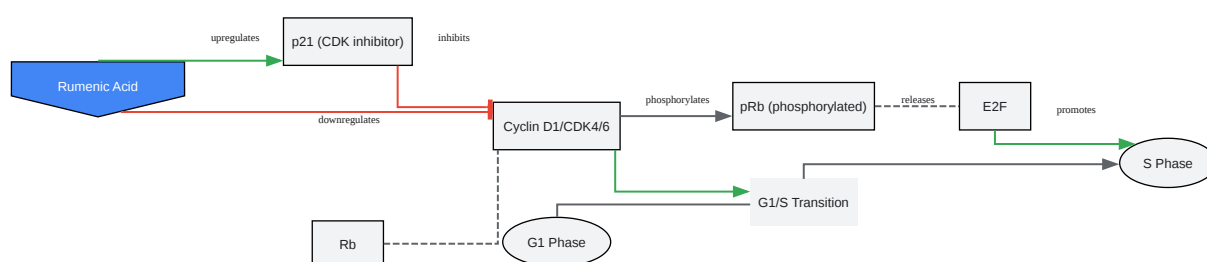 upregulates
p21 (CDK inhibitor)
inhibits
Rumenic Acid
downregulates
Cyclin D1/CDK4/6
phosphorylates
pRb (phosphorylated)
releases
E2F
promotes
S Phase
G1/S Transition
Rb
G1 Phase